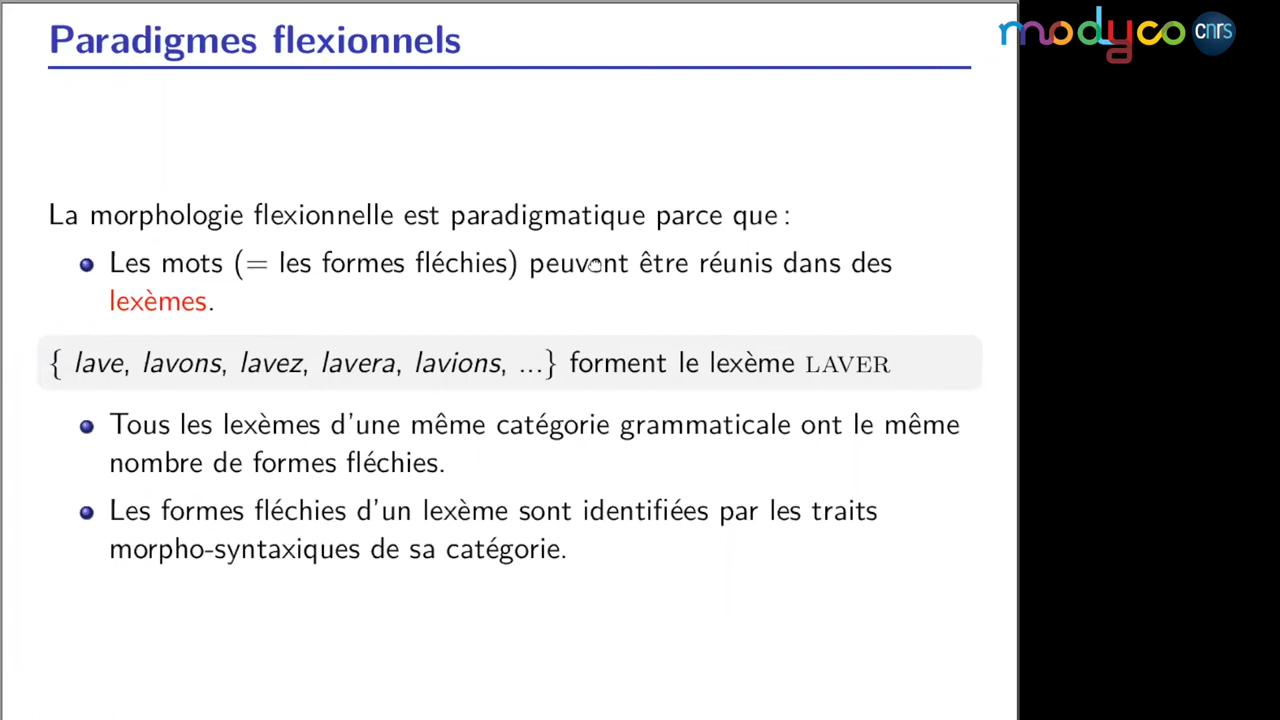 Paradigmes flexionnels
modyco cnrs
La morphologie flexionnelle est paradigmatique parce que :
Les mots (= les formes fléchies) peuvent être réunis dans des
lexèmes.
{ lave, lavons, lavez, lavera, lavions, ...} forment le lexème LAVER
Tous les lexèmes d'une même catégorie grammaticale ont le même
nombre de formes fléchies.
Les formes fléchies d'un lexème sont identifiées par les traits
morpho-syntaxiques de sa catégorie.